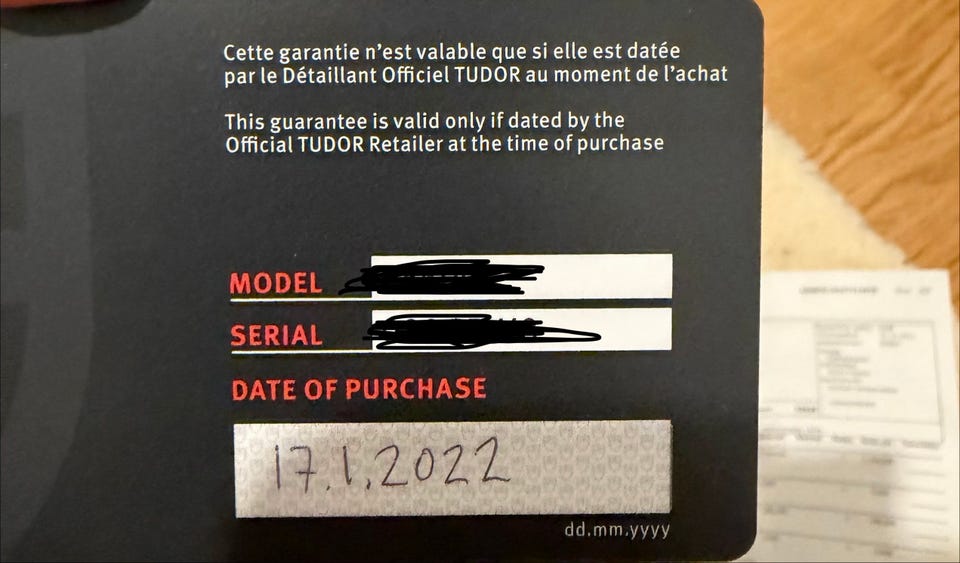 Cette garantie n’est valable que si elle est datée
par le Détaillant Officiel TUDOR au moment de l’achat
This guarantee is valid only if dated by the
Official TUDOR Retailer at the time of purchase
MODEL
SERIAL
DATE OF PURCHASE
17.1.2022
dd.mm.yyyy